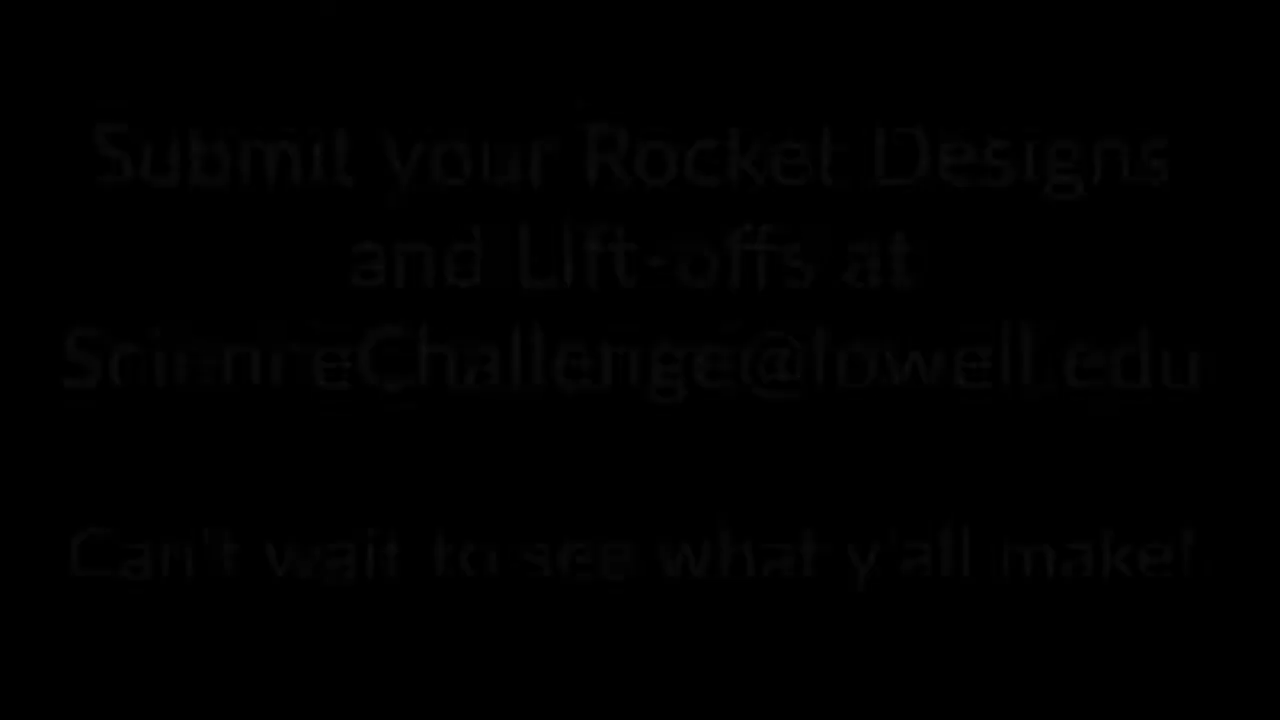 Submit your Rocket Designs
and Lift-offs at
ScienceChallenge@lowell.edu
Can't wait to see what y'all make!